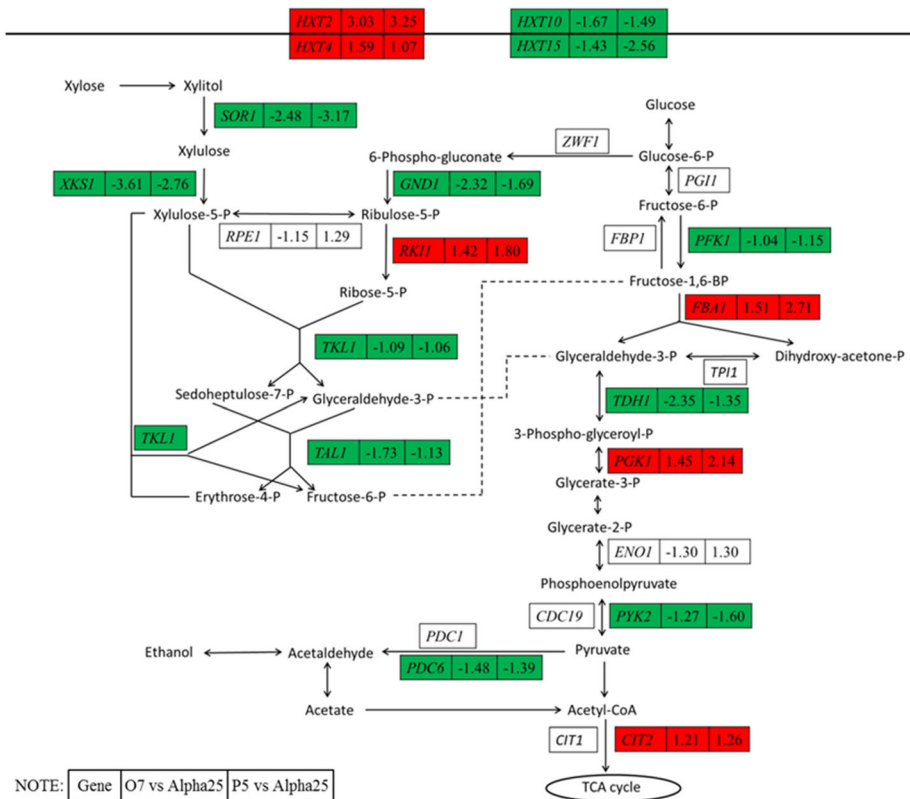 HXT2 3.03 3.25 HXT10 -1.67 -1.49
HXT4 1.59 1.07 HXT15 -1.43 -2.56
Xylose Xylitol
SOR1 -2.48 -3.17
Glucose
ZWF1
Xylulose 6-Phospho-gluconate Glucose-6-P
XKS1 -3.61 -2.76 GND1 -2.32 -1.69 PGI1
Xylulose-5-P Ribulose-5-P Fructose-6-P
RPE1 -1.15 1.29 FBP1 PFK1 -1.04 -1.15
RKI1 1.42 1.80
Ribose-5-P Fructose-1,6-BP
FBA1 1.51 2.71
TKL1 -1.09 -1.06 Glyceraldehyde-3-P Dihydroxy-acetone-P
TPI1
Sedoheptulose-7-P Glyceraldehyde-3-P TDH1 -2.35 -1.35
TKL1 3-Phospho-glyceroyl-P
TAL1 -1.73 -1.13 PGK1 1.45 2.14
Erythrose-4-P Fructose-6-P Glycerate-3-P
Glycerate-2-P
ENO1 -1.30 1.30
Phosphoenolpyruvate
CDC19 PYK2 -1.27 -1.60
PDC1
Ethanol Acetaldehyde Pyruvate
PDC6 -1.48 -1.39
Acetate Acetyl-CoA
CIT1 CIT2 1.21 1.26
NOTE: Gene O7 vs Alpha25 P5 vs Alpha25 TCA cycle